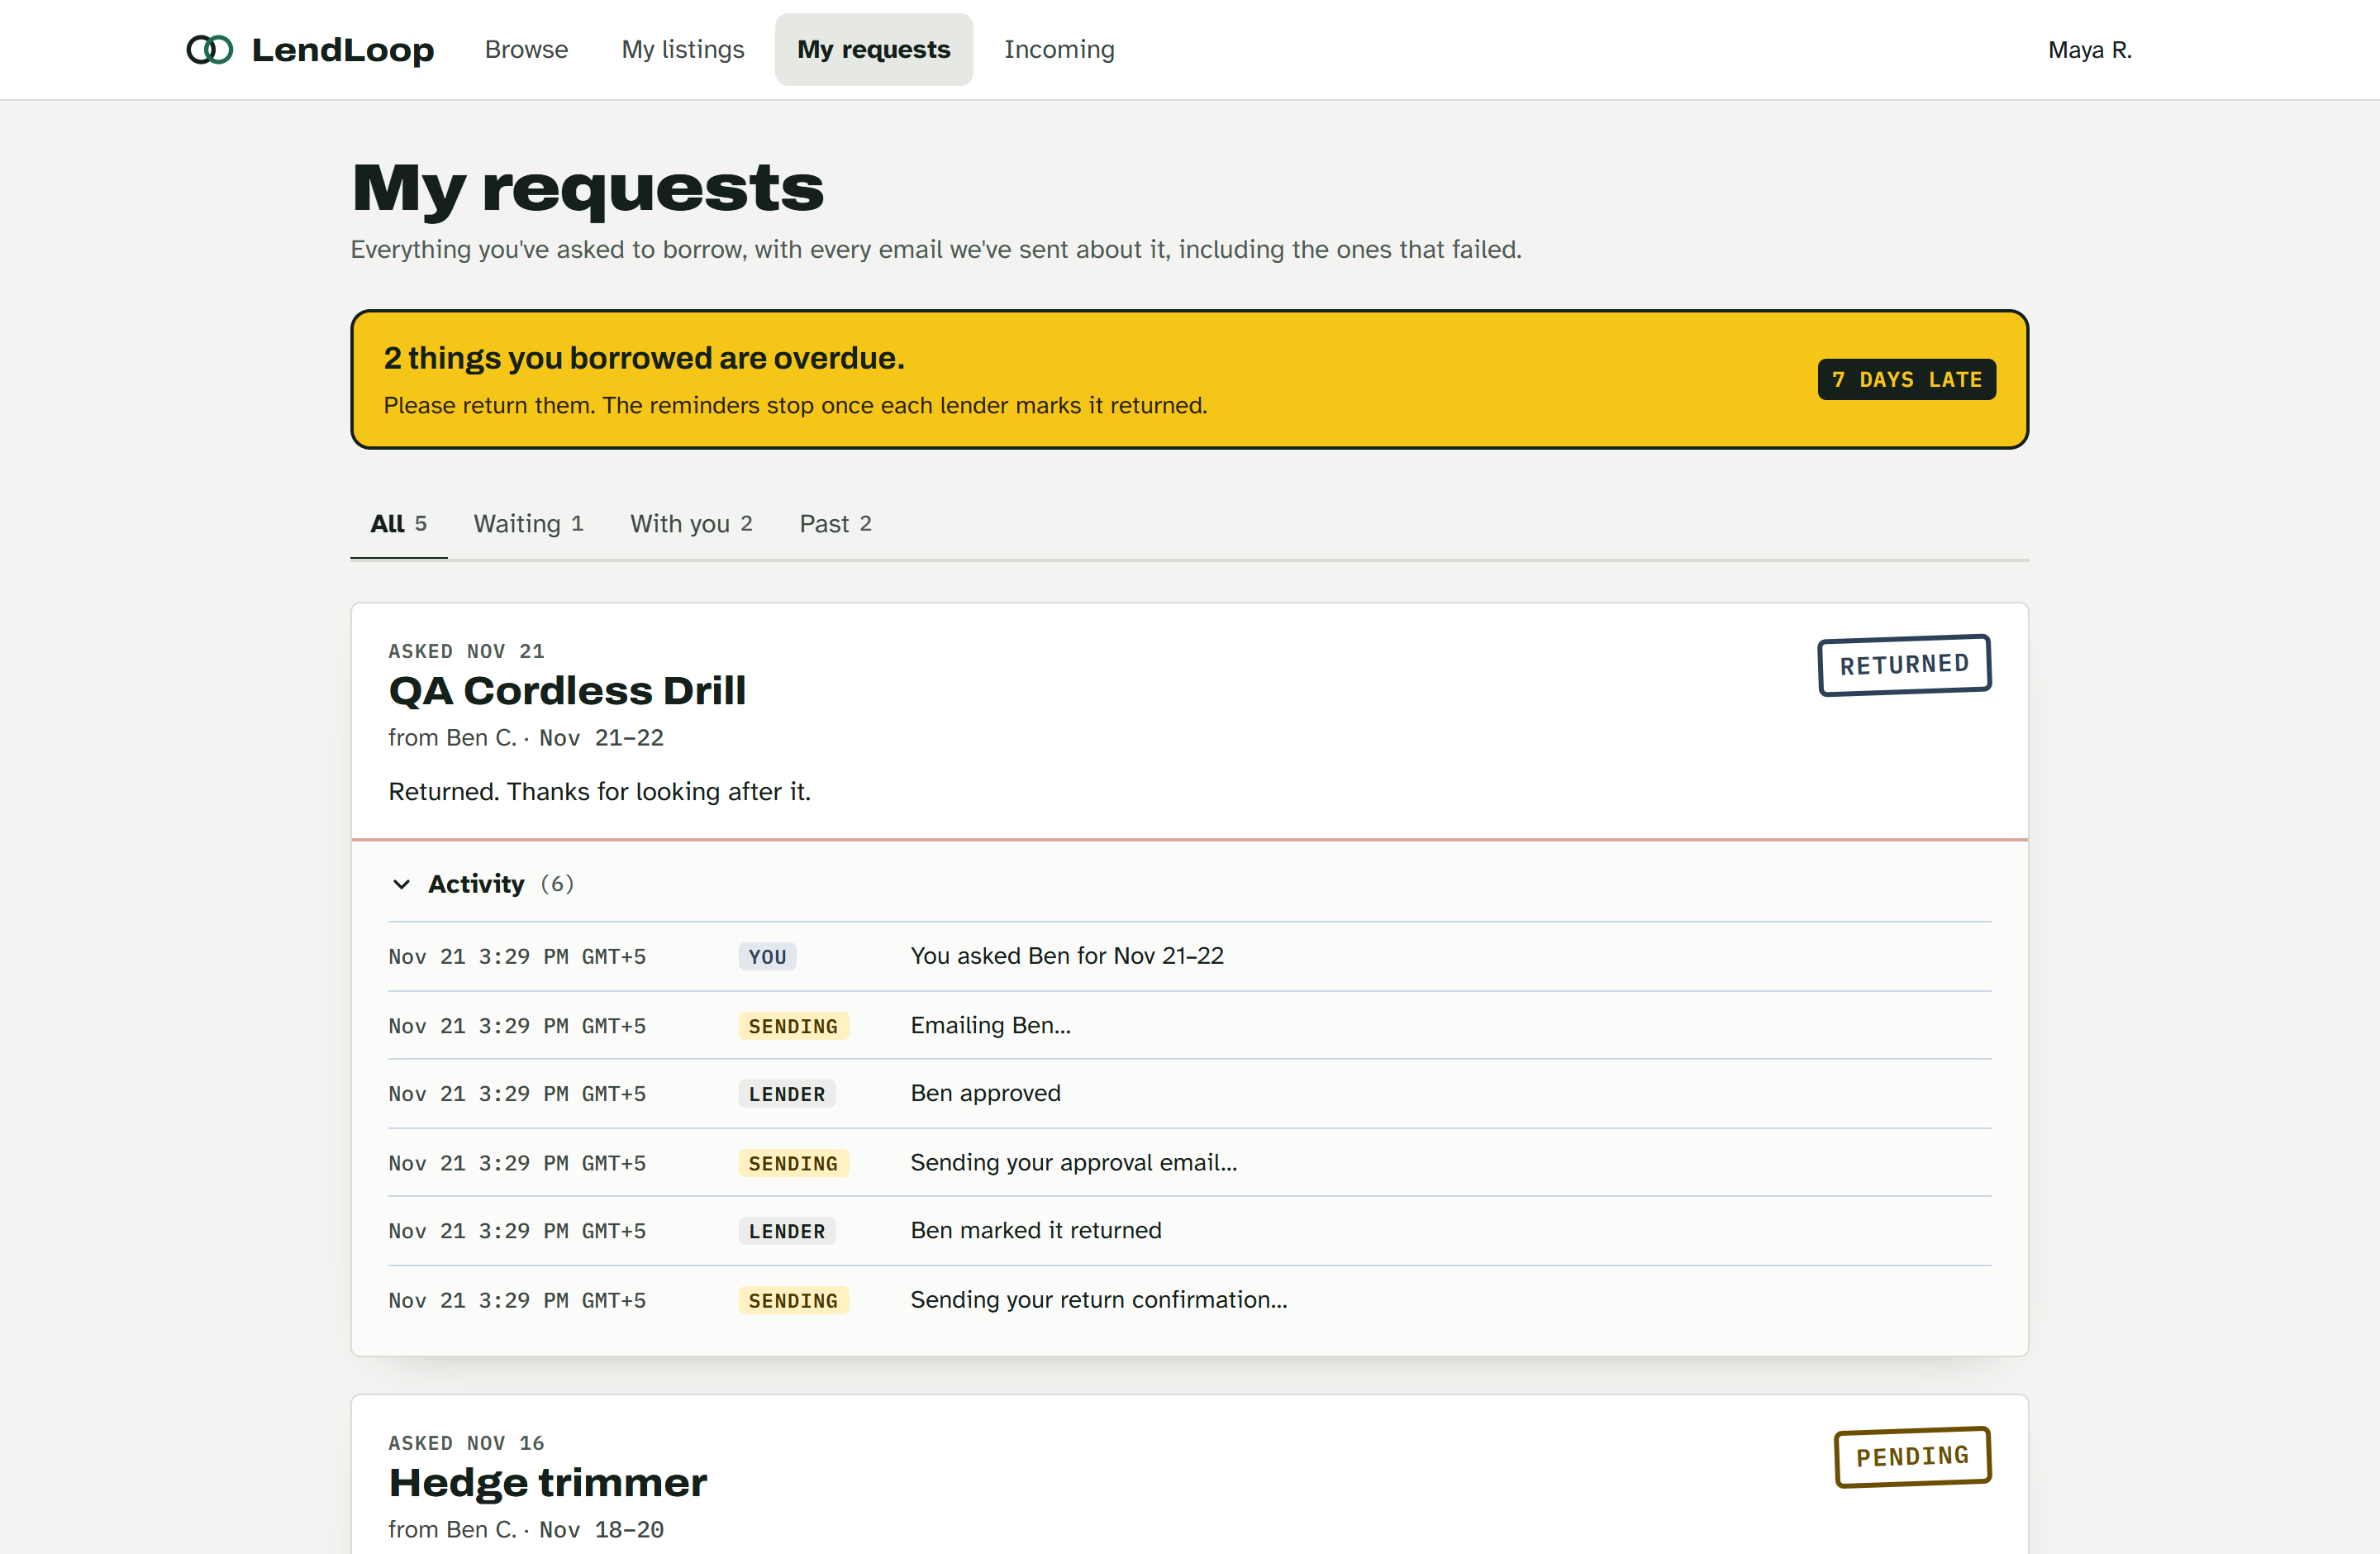 LendLoop Browse My listings My requests Incoming Maya R.
My requests
Everything you've asked to borrow, with every email we've sent about it, including the ones that failed.
2 things you borrowed are overdue.
Please return them. The reminders stop once each lender marks it returned.
7 DAYS LATE
All 5 Waiting 1 With you 2 Past 2
ASKED NOV 21
QA Cordless Drill
from Ben C. · Nov 21–22
Returned. Thanks for looking after it.
RETURNED
Activity (6)
Nov 21 3:29 PM GMT+5 YOU You asked Ben for Nov 21–22
Nov 21 3:29 PM GMT+5 SENDING Emailing Ben...
Nov 21 3:29 PM GMT+5 LENDER Ben approved
Nov 21 3:29 PM GMT+5 SENDING Sending your approval email...
Nov 21 3:29 PM GMT+5 LENDER Ben marked it returned
Nov 21 3:29 PM GMT+5 SENDING Sending your return confirmation...
ASKED NOV 16
Hedge trimmer
from Ben C. · Nov 18–20
PENDING